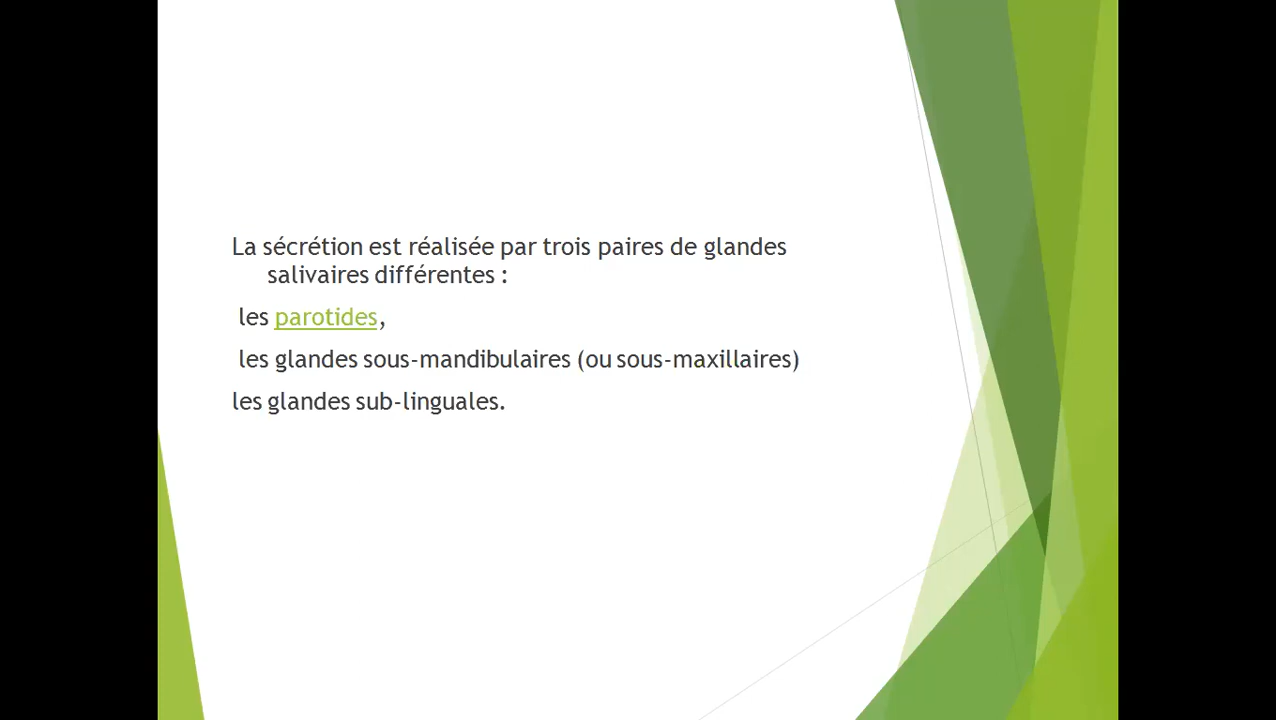 La sécrétion est réalisée par trois paires de glandes
salivaires différentes :
les parotides,
les glandes sous-mandibulaires (ou sous-maxillaires)
les glandes sub-linguales.